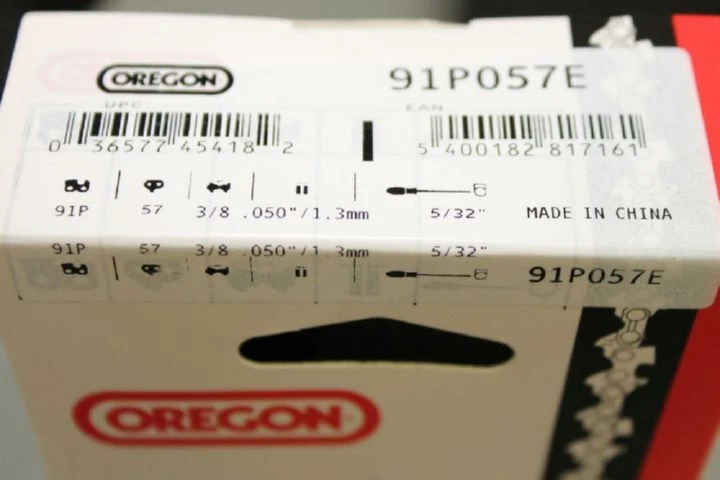 OREGON
91P057E
UPC
EAN
0 36577 45418 2
5 400182 817161
91P 57 3/8 .050"/1.3mm 5/32" MADE IN CHINA
91P 57 3/8 .050"/1.3mm 5/32"
91P057E
OREGON